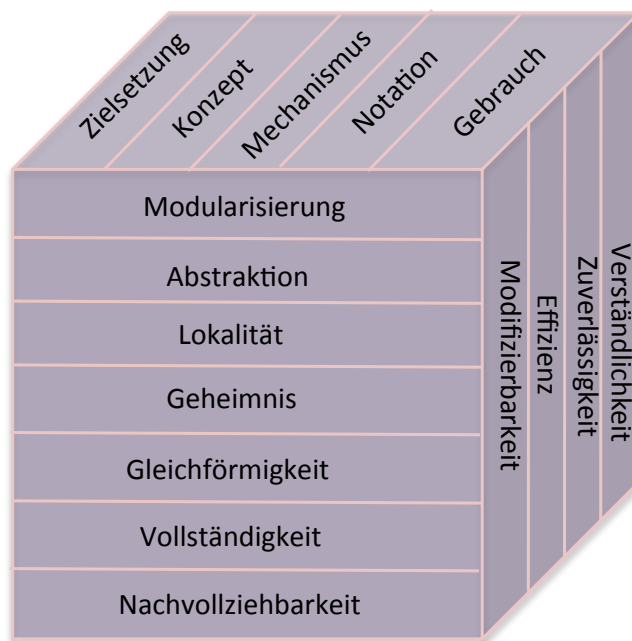 Zielsetzung
Konzept
Mechanismus
Notation
Gebrauch
Modularisierung
Abstraktion
Lokalität
Geheimnis
Gleichförmigkeit
Vollständigkeit
Nachvollziehbarkeit
Modifizierbarkeit
Effizienz
Zuverlässigkeit
Verständlichkeit